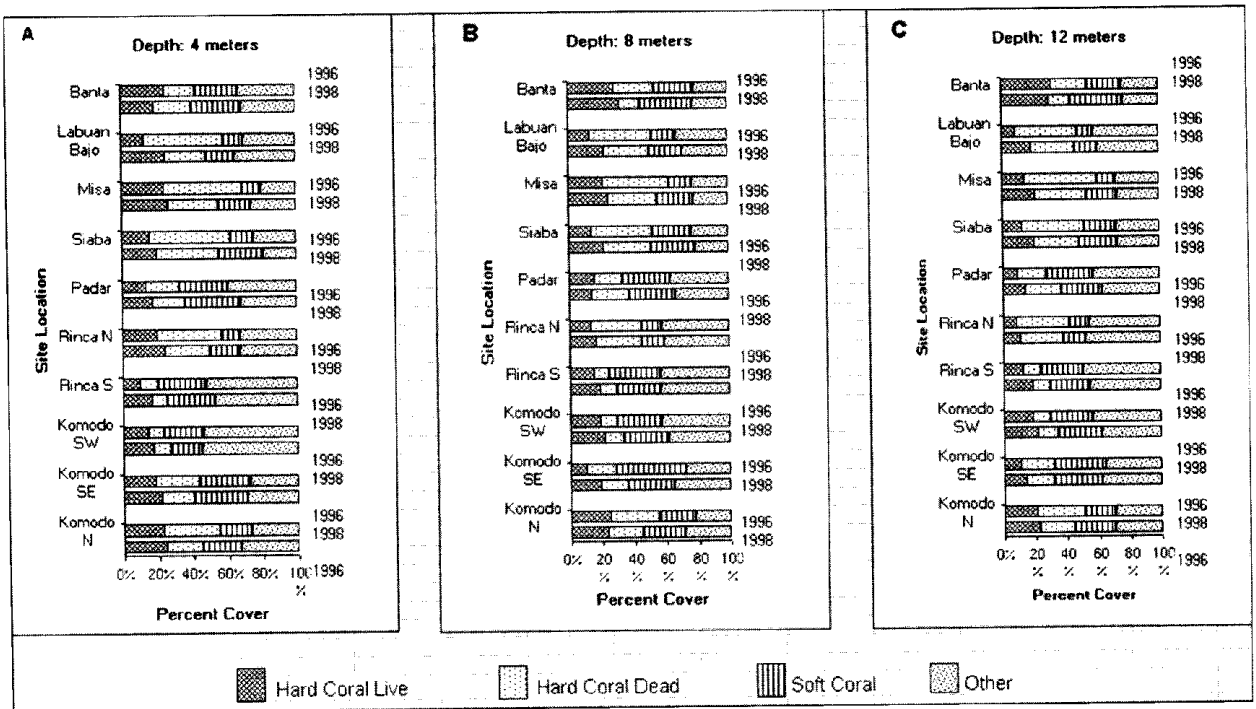 A
Depth: 4 meters
Site Location
Banta
1996
1998
Labuan
Bajo
1996
1998
Misa
1996
1998
Siaba
1996
1998
Padar
1996
1998
Rinca N
1996
1998
Rinca S
1996
1998
Komodo
SW
Komodo
SE
1996
1998
Komodo
N
1996
1998
0% 20% 40% 60% 80% 100 1996
%
Percent Cover
B
Depth: 8 meters
Site Location
Banta
1996
1998
Labuan
Bajo
1996
1998
Misa
1996
1998
Siaba
1996
1998
Padar
1996
1998
Rinca N
1996
1998
Rinca S
1996
1998
Komodo
SW
Komodo
SE
1996
1998
Komodo
N
1996
1998
0% 20 40 60 80 100
% % % % %
Percent Cover
C
Depth: 12 meters
Site Location
Banta
1996
1998
Labuan
Bajo
1996
1998
Misa
1996
1998
Siaba
1996
1998
Padar
1996
1998
Rinca N
1996
1998
Rinca S
1996
1998
Komodo
SW
Komodo
SE
1996
1998
Komodo
N
1996
1998
0% 20 40 60 80 100 1996
% % % % %
Percent Cover
Hard Coral Live
Hard Coral Dead
Soft Coral
Other